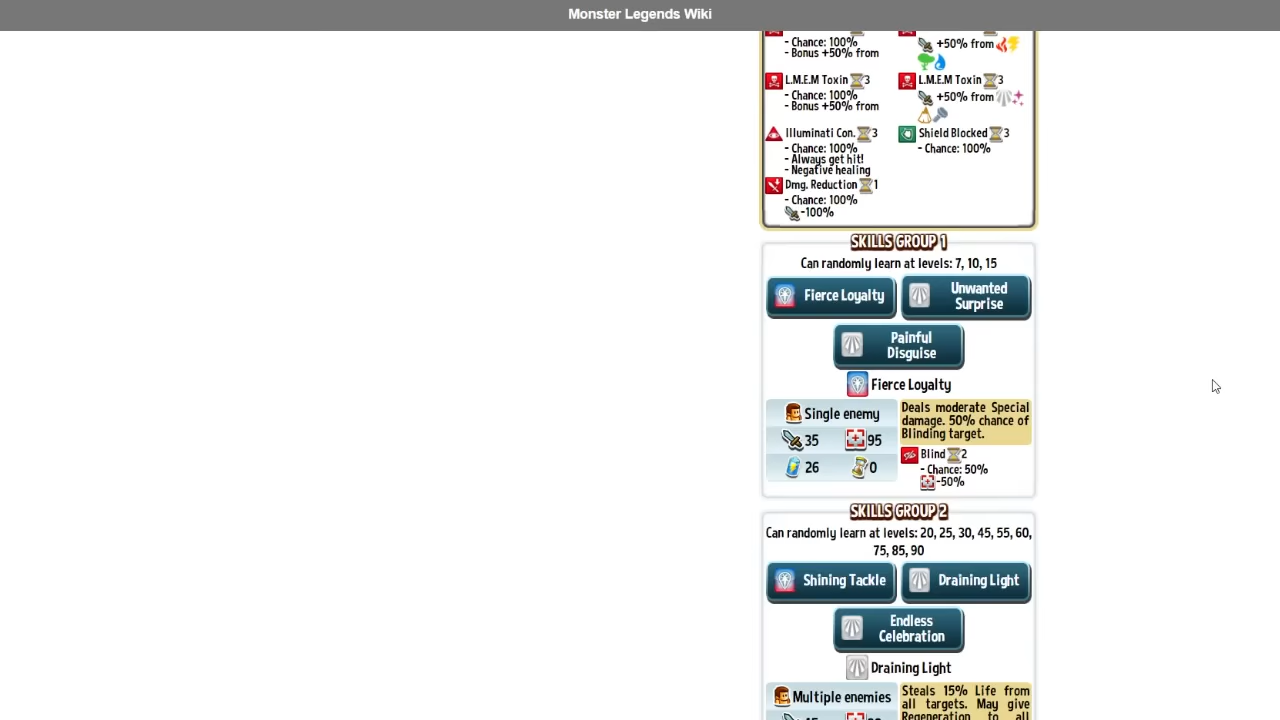 Monster Legends Wiki
- Chance: 100%
- Bonus +50% from
+50% from
L.M.E.M Toxin 3
- Chance: 100%
- Bonus +50% from
L.M.E.M Toxin 3
+50% from
Illuminati Con. 3
- Chance: 100%
- Always get hit!
- Negative healing
Shield Blocked 3
- Chance: 100%
Dmg. Reduction 1
- Chance: 100%
-100%
SKILLS GROUP 1
Can randomly learn at levels: 7, 10, 15
Fierce Loyalty
Unwanted
Surprise
Painful
Disguise
Fierce Loyalty
Single enemy
35 95
26 0
Deals moderate Special
damage. 50% chance of
Blinding target.
Blind 2
- Chance: 50%
-50%
SKILLS GROUP 2
Can randomly learn at levels: 20, 25, 30, 45, 55, 60,
75, 85, 90
Shining Tackle
Draining Light
Endless
Celebration
Draining Light
Multiple enemies
Steals 15% Life from
all targets. May give
Regeneration to all